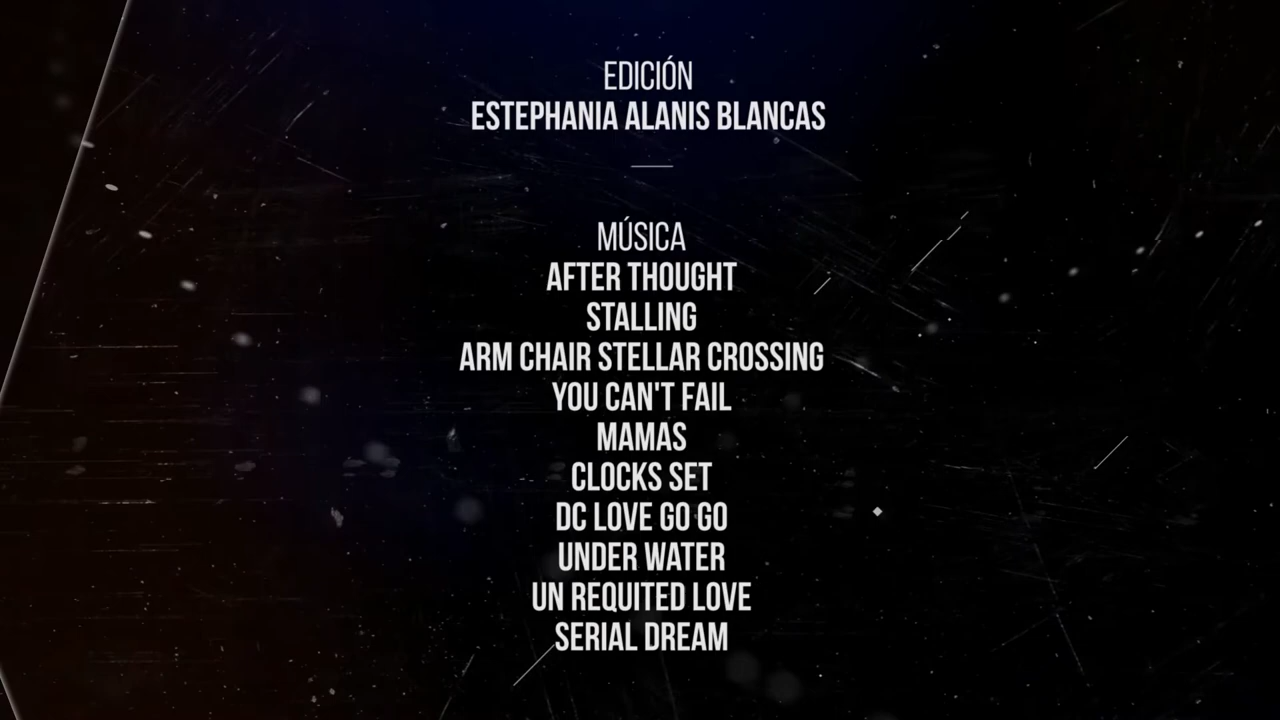 EDICIÓN
ESTEPHANIA ALANIS BLANCAS
MÚSICA
AFTER THOUGHT
STALLING
ARM CHAIR STELLAR CROSSING
YOU CAN'T FAIL
MAMAS
CLOCKS SET
DC LOVE GO GO
UNDER WATER
UN REQUITED LOVE
SERIAL DREAM